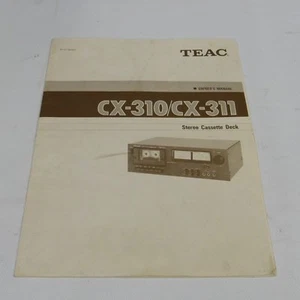 TEAC
OWNER'S MANUAL
CX-310/CX-311
Stereo Cassette Deck